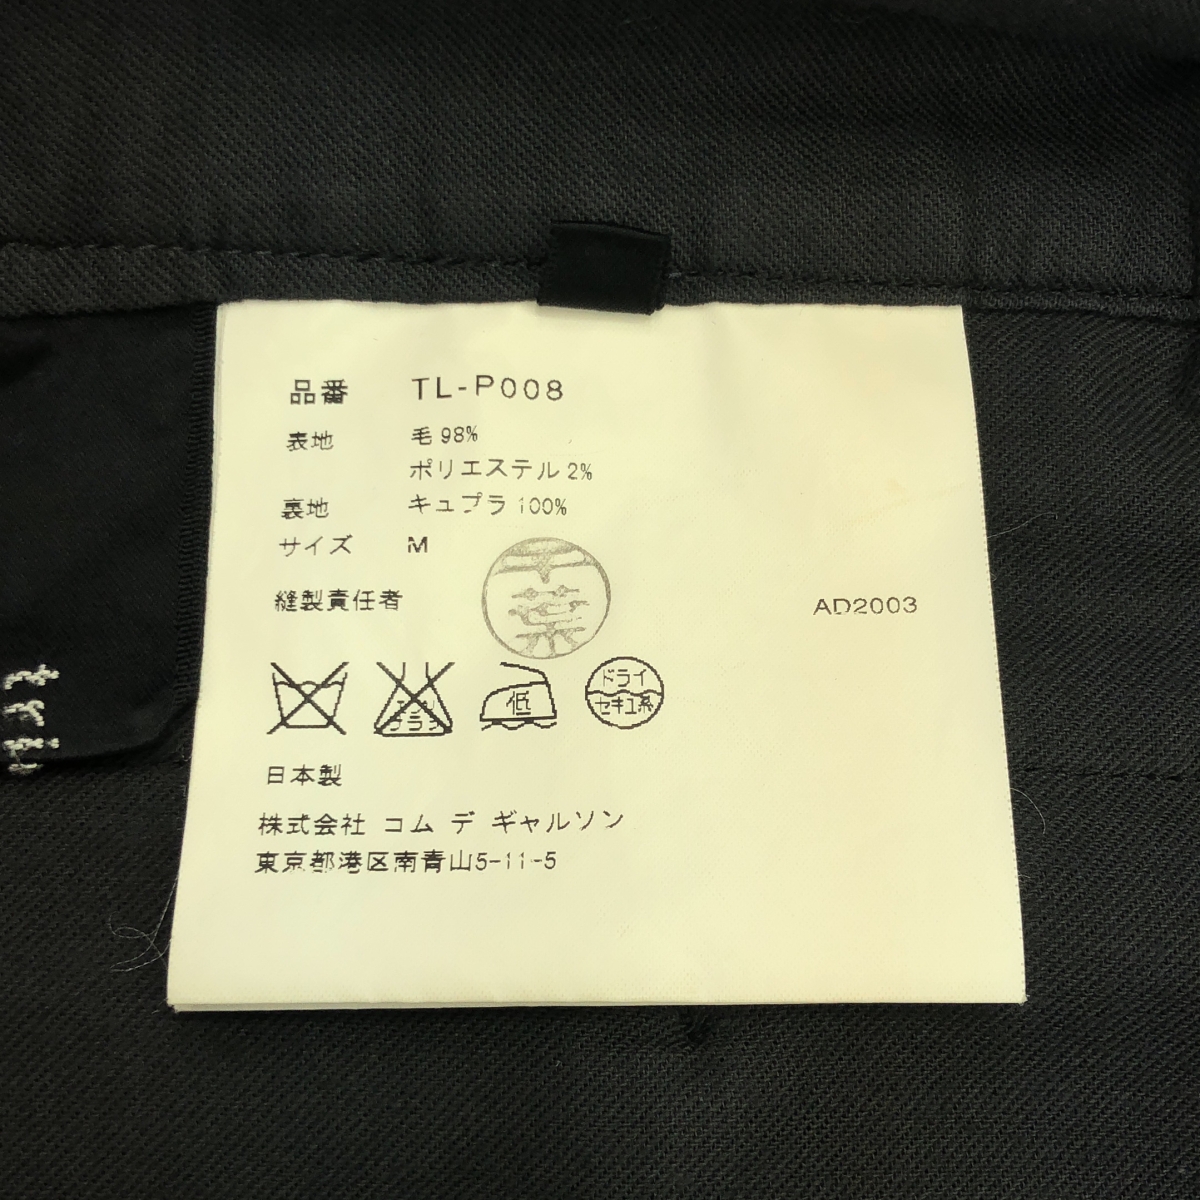 品番 TL-P008
表地 毛 98%
ポリエステル 2%
裏地 キュプラ 100%
サイズ M
縫製責任者 千葉
AD2003
低
ドライ
セキユ系
日本製
株式会社 コム デ ギャルソン
東京都港区南青山5-11-5
tri